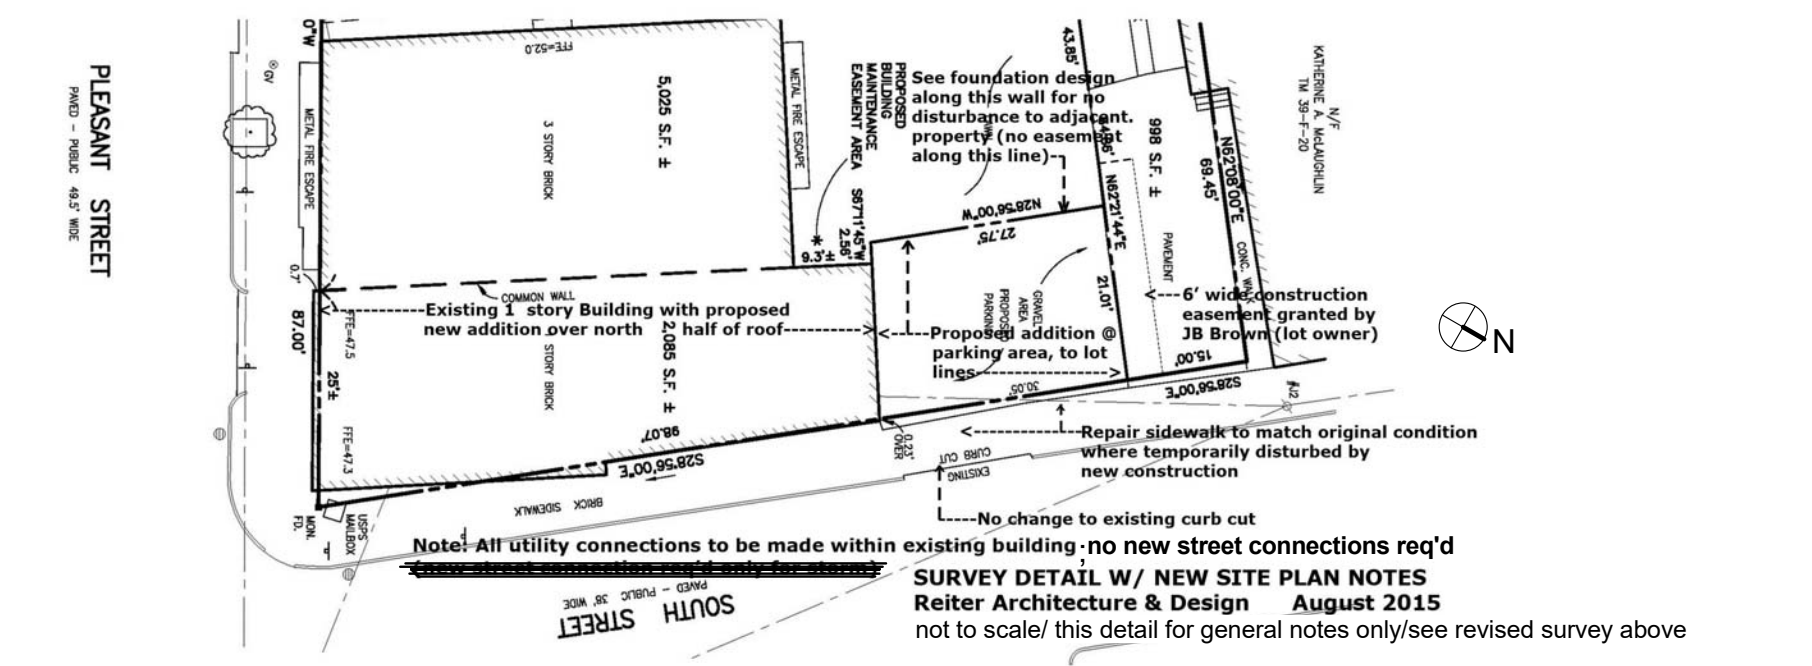 PLEASANT STREET
PAVED - PUBLIC 49.5' WIDE
0"W
GV
METAL FIRE ESCAPE
FFE=52.0
3 STORY BRICK
5,025 S.F. ±
METAL FIRE ESCAPE
PROPOSED
BUILDING
MAINTENANCE
EASEMENT AREA
S67°11'45"W
2.56'
*
9.3'±
See foundation design
along this wall for no
disturbance to adjacent.
property (no easement
along this line)--
43.85'
998 S.F. ±
N62°21'44"E
21.01'
N28°56'00"W
27.75'
PAVEMENT
N62°08'00"E
69.45'
CONC. WALK
N/F
KATHERINE A. McLAUGHLIN
TM 39-F-20
0.7'
COMMON WALL
Existing 1 story Building with proposed
new addition over north half of roof
FFE=47.5
87.00'
25'±
FFE=47.3
STORY BRICK
2,085 S.F. ±
98.07'
S28°56'00"E
GRAVEL
AREA
PROPOSED
PARKING
Proposed addition @
parking area, to lot
lines
30.05'
6' wide construction
easement granted by
JB Brown (lot owner)
15.00'
S28°56'00"E
N
0.23'
OVER
Repair sidewalk to match original condition
where temporarily disturbed by
new construction
EXISTING
CURB CUT
No change to existing curb cut
BRICK SIDEWALK
MON.
FD.
USPS
MAILBOX
Note: All utility connections to be made within existing building ; no new street connections req'd
(new street connection req'd only for storm)
SOUTH STREET
PAVED - PUBLIC 38' WIDE
SURVEY DETAIL W/ NEW SITE PLAN NOTES
Reiter Architecture & Design August 2015
not to scale/ this detail for general notes only/see revised survey above